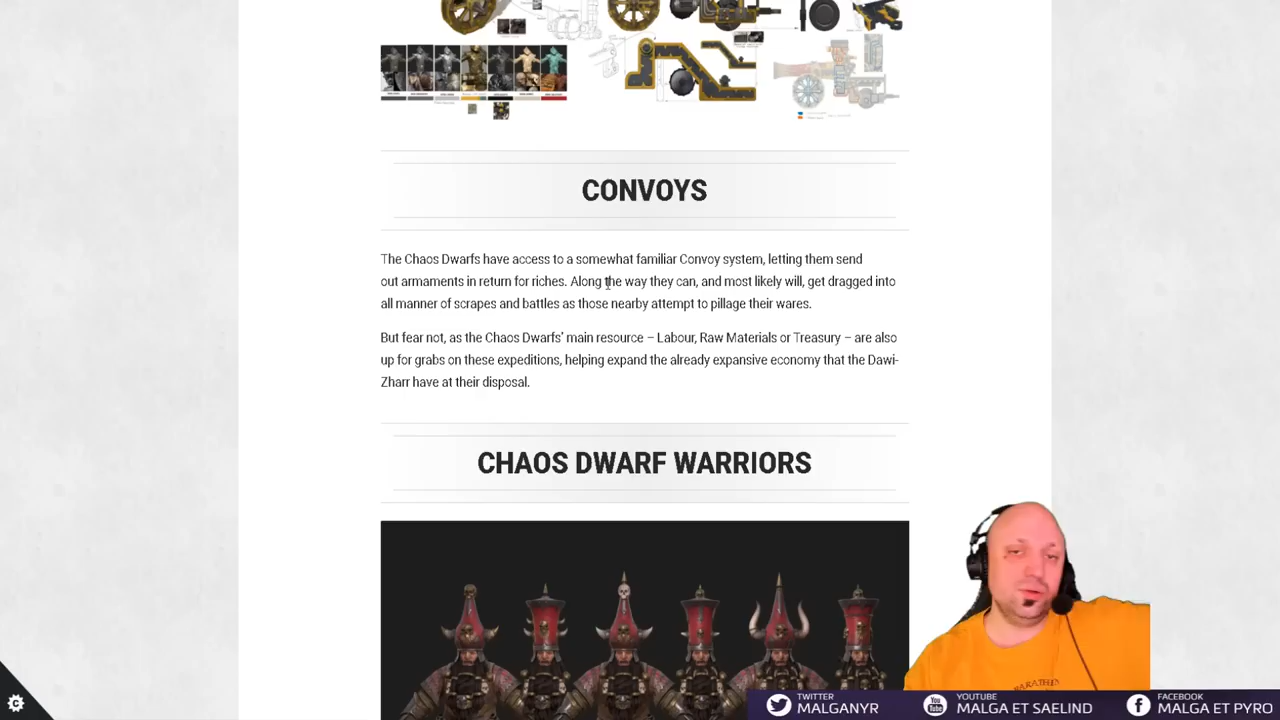 CONVOYS
The Chaos Dwarfs have access to a somewhat familiar Convoy system, letting them send
out armaments in return for riches. Along the way they can, and most likely will, get dragged into
all manner of scrapes and battles as those nearby attempt to pillage their wares.
But fear not, as the Chaos Dwarfs' main resource – Labour, Raw Materials or Treasury – are also
up for grabs on these expeditions, helping expand the already expansive economy that the Dawi-
Zharr have at their disposal.
CHAOS DWARF WARRIORS
TWITTER
MALGANYR
YOUTUBE
MALGA ET SAELIND
FACEBOOK
MALGA ET PYRO